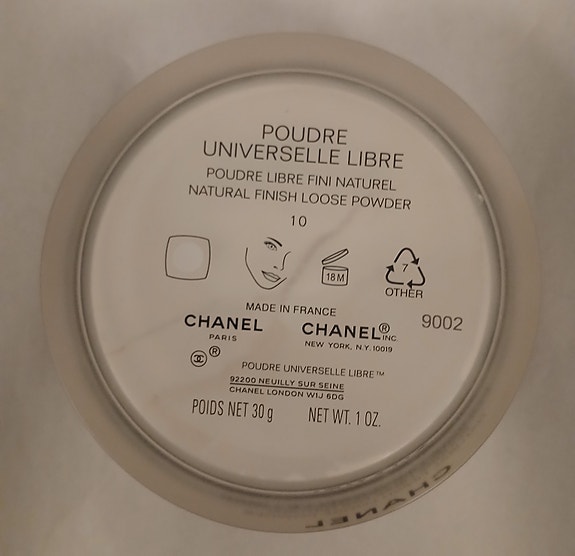 POUDRE
UNIVERSELLE LIBRE
POUDRE LIBRE FINI NATUREL
NATURAL FINISH LOOSE POWDER
10
18M
7
OTHER
MADE IN FRANCE
CHANEL CHANEL® INC. 9002
PARIS NEW YORK, N.Y. 10019
®
POUDRE UNIVERSELLE LIBRE™
92200 NEUILLY SUR SEINE
CHANEL LONDON W1J 6DG
POIDS NET 30 g NET WT. 1 OZ.
CHANEL